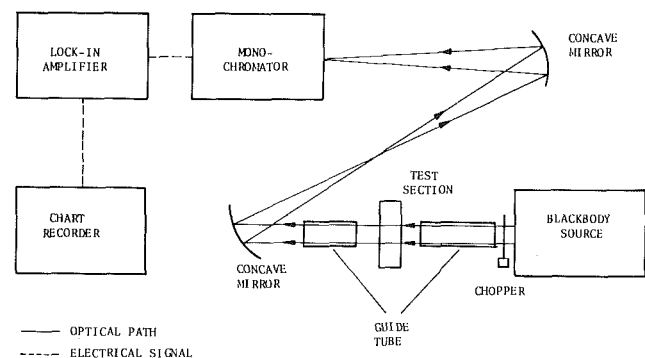 LOCK-IN
AMPLIFIER
MONO-
CHROMATOR
CONCAVE
MIRROR
TEST
SECTION
CHART
RECORDER
BLACKBODY
SOURCE
CONCAVE
MIRROR
CHOPPER
GUIDE
TUBE
OPTICAL PATH
ELECTRICAL SIGNAL